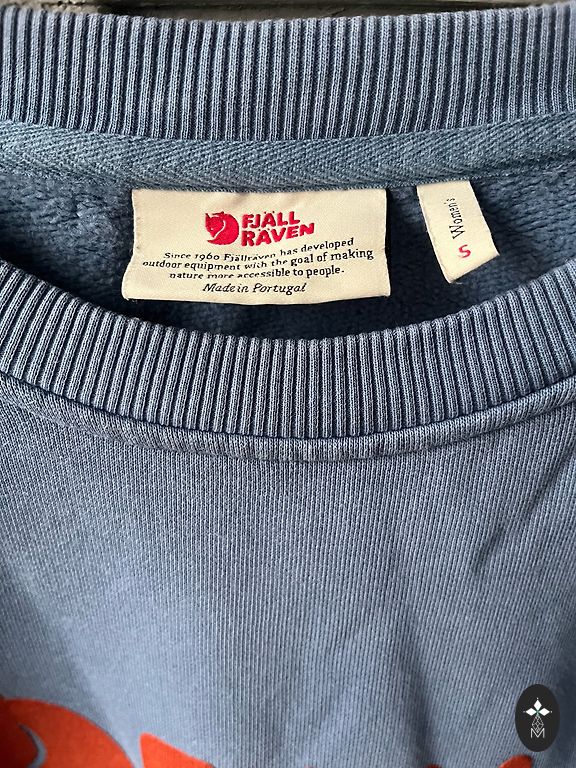 FJÄLL
RÄVEN
Since 1960 Fjällräven has developed
outdoor equipment with the goal of making
nature more accessible to people.
Made in Portugal
Women's
S
M